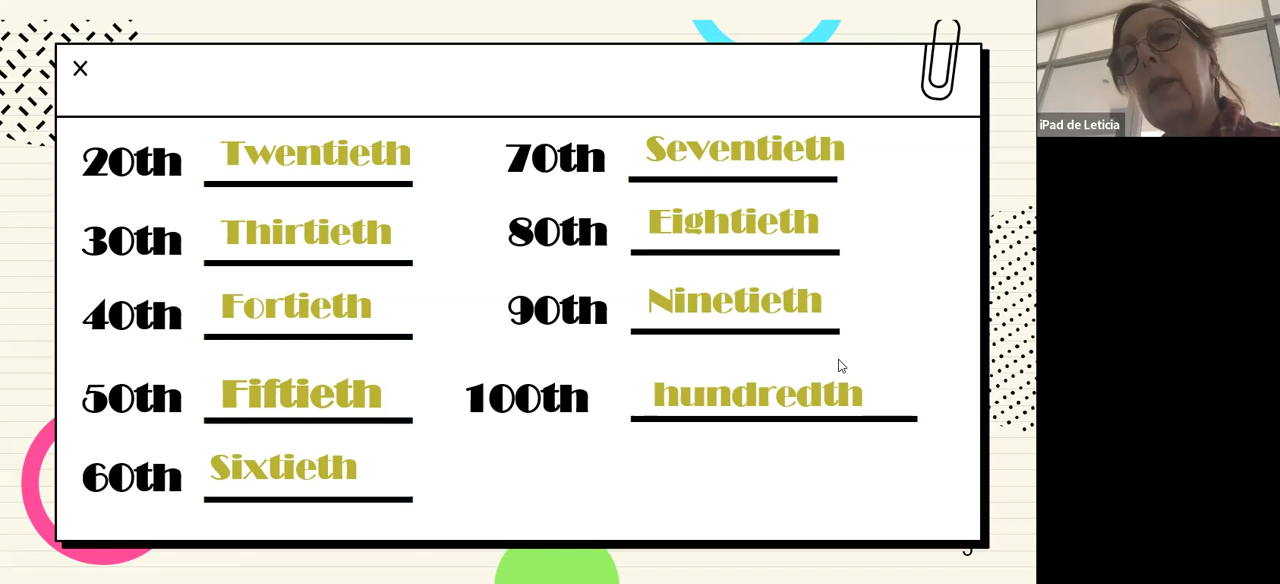 20th Twentieth
30th Thirtieth
40th Fortieth
50th Fiftieth
60th Sixtieth
70th Seventieth
80th Eightieth
90th Ninetieth
100th hundredth
iPad de Leticia